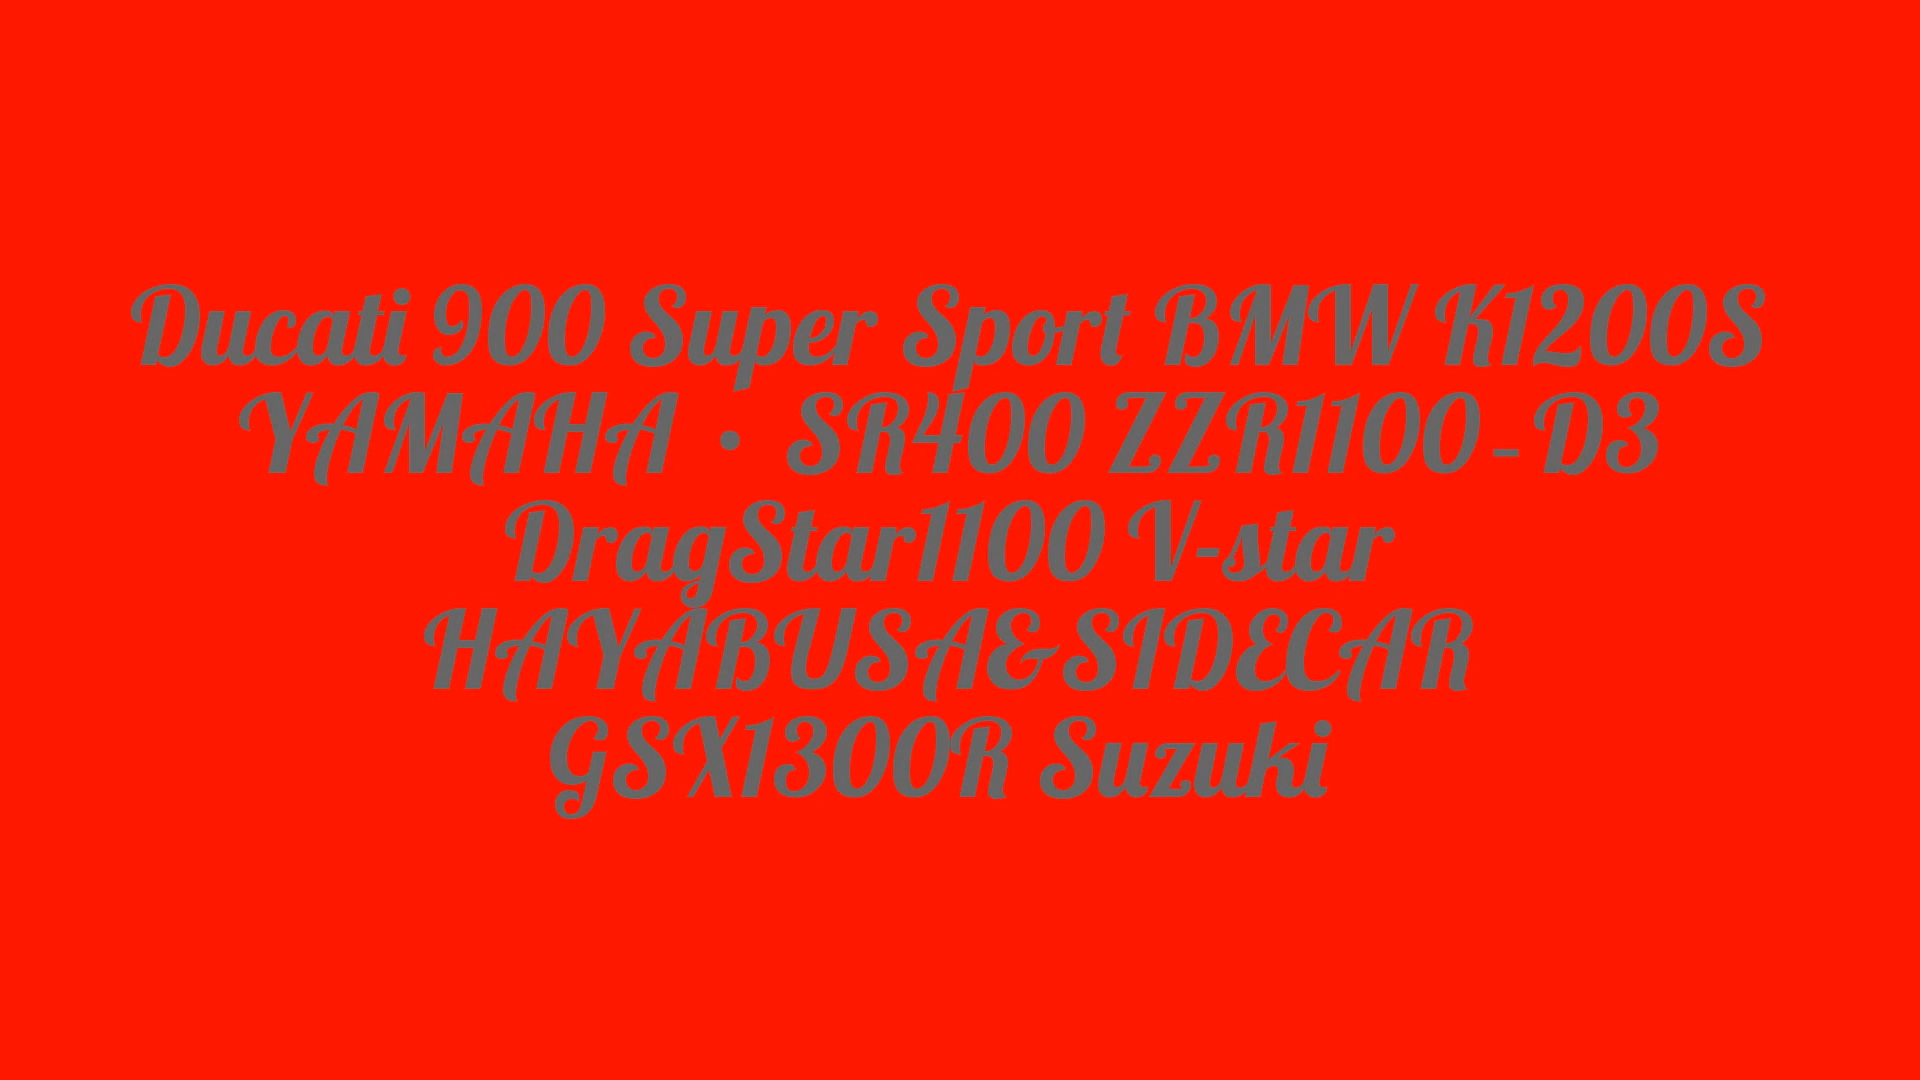 Ducati 900 Super Sport BMW K1200S
YAMAHA • SR400 ZZR1100-D3
DragStar1100 V-star
HAYABUSA&SIDECAR
GSX1300R Suzuki